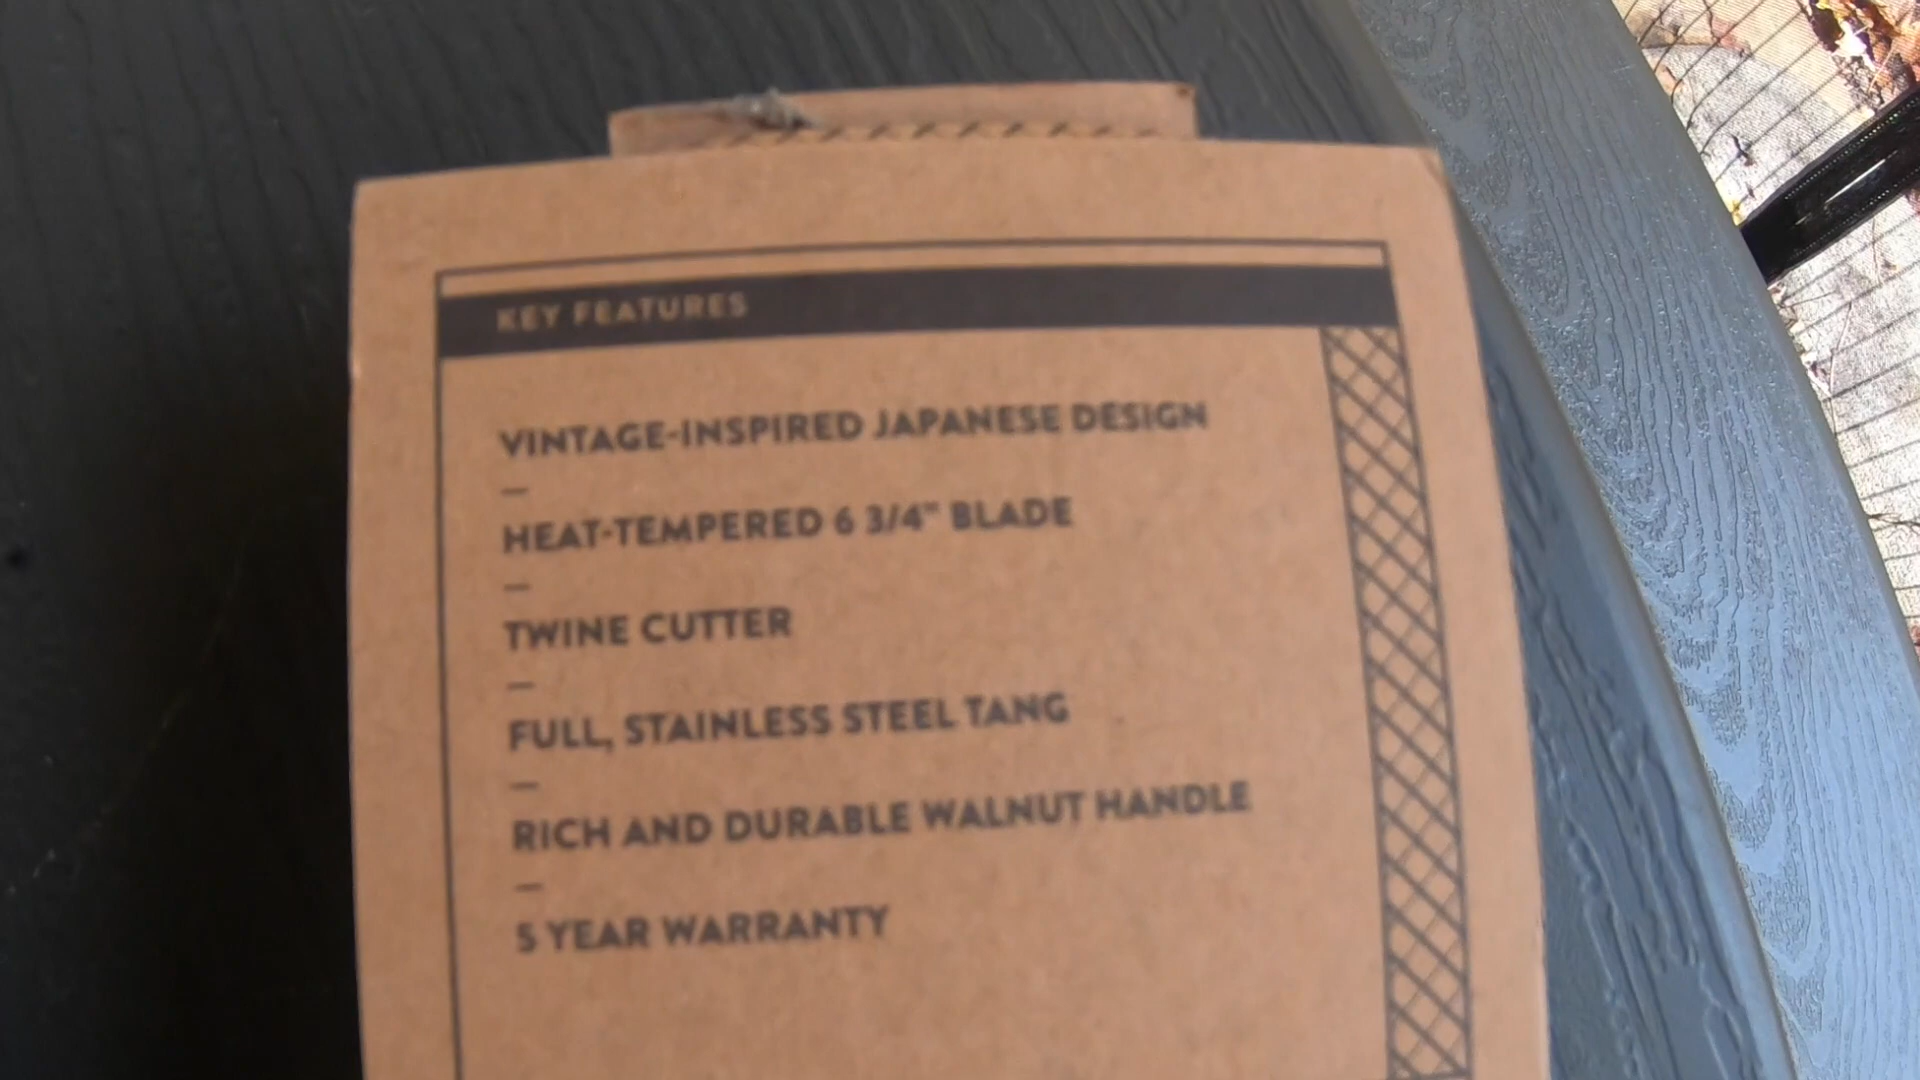 KEY FEATURES
VINTAGE-INSPIRED JAPANESE DESIGN
—
HEAT-TEMPERED 6 3/4" BLADE
—
TWINE CUTTER
—
FULL, STAINLESS STEEL TANG
—
RICH AND DURABLE WALNUT HANDLE
—
5 YEAR WARRANTY